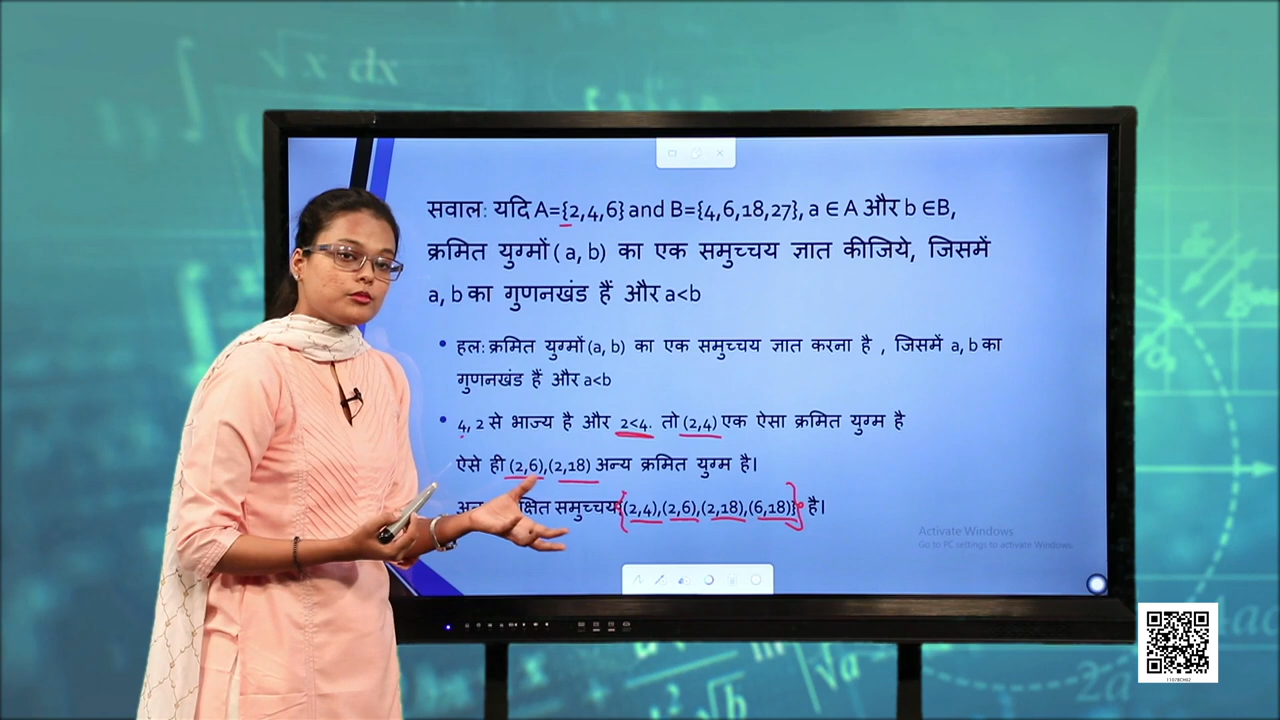 √x dx
सवाल: यदि A={2,4,6} and B={4,6,18,27}, a ∈ A और b ∈B,
क्रमित युग्मों ( a, b) का एक समुच्चय ज्ञात कीजिये, जिसमें
a, b का गुणनखंड हैं और a<b
• हल: क्रमित युग्मों (a, b) का एक समुच्चय ज्ञात करना है , जिसमें a, b का
गुणनखंड हैं और a<b
• 4, 2 से भाज्य है और 2<4. तो (2,4) एक ऐसा क्रमित युग्म है
ऐसे ही (2,6),(2,18) अन्य क्रमित युग्म है।
समुच्चय {(2,4),(2,6),(2,18),(6,18)} है।
Activate Windows
Go to PC settings to activate Windows.
2a